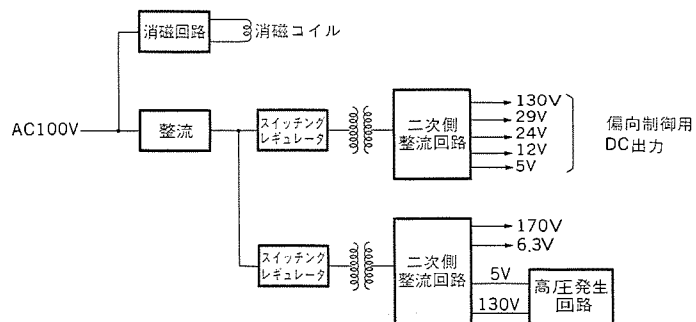 消磁回路
消磁コイル
AC100V
整流
スイッチング
レギュレータ
二次側
整流回路
130V
29V
24V
12V
5V
偏向制御用
DC出力
スイッチング
レギュレータ
二次側
整流回路
170V
6.3V
5V
130V
高圧発生
回路